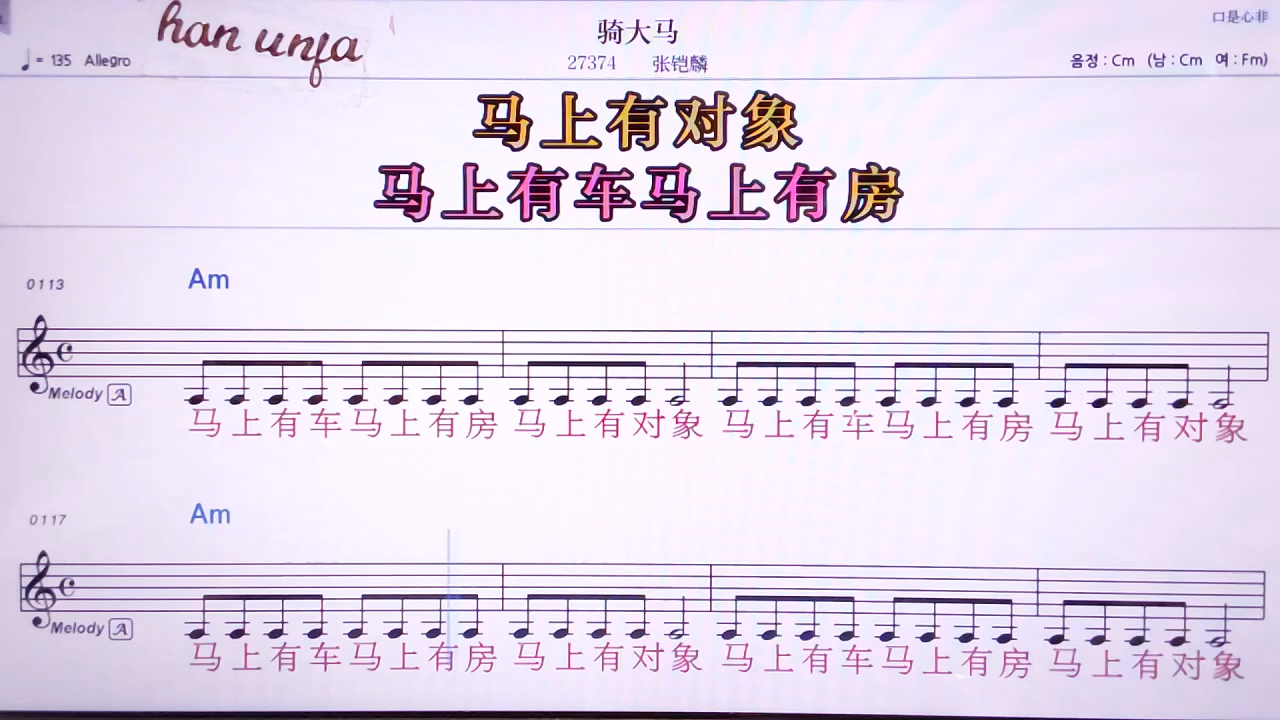 han unfa
骑大马
口是心非
♩= 135 Allegro
27374 张铠麟
음정 : Cm (남 : Cm 여 : Fm)
马上有对象
马上有车马上有房
0113
Am
Melody A
马上有车马上有房 马上有对象 马上有车马上有房 马上有对象
0117
Am
Melody A
马上有车马上有房 马上有对象 马上有车马上有房 马上有对象